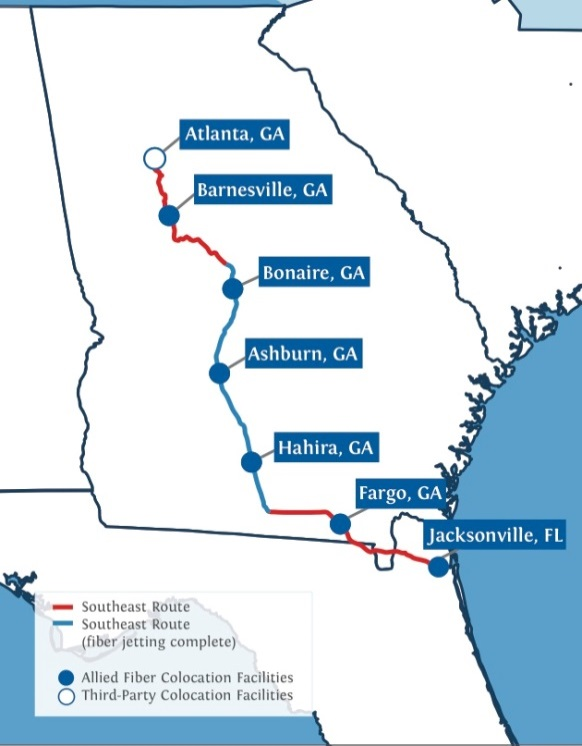 Atlanta, GA
Barnesville, GA
Bonaire, GA
Ashburn, GA
Hahira, GA
Fargo, GA
Jacksonville, FL
Southeast Route
Southeast Route
(fiber jetting complete)
Allied Fiber Colocation Facilities
Third-Party Colocation Facilities